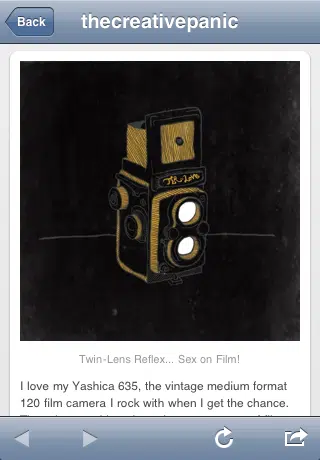 Back
thecreativepanic
Twin-Lens Reflex... Sex on Film!
I love my Yashica 635, the vintage medium format
120 film camera I rock with when I get the chance.